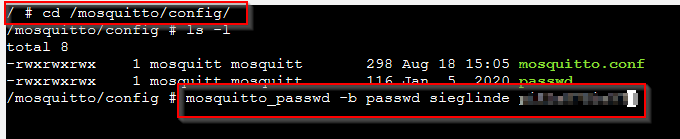 / # cd /mosquitto/config/
/mosquitto/config # ls -l
total 8
-rwxrwxrwx 1 mosquitt mosquitt 298 Aug 18 15:05 mosquitto.conf
-rwxrwxrwx 1 mosquitt mosquitt 116 Jan 5 2020 passwd
/mosquitto/config # mosquitto_passwd -b passwd sieglinde